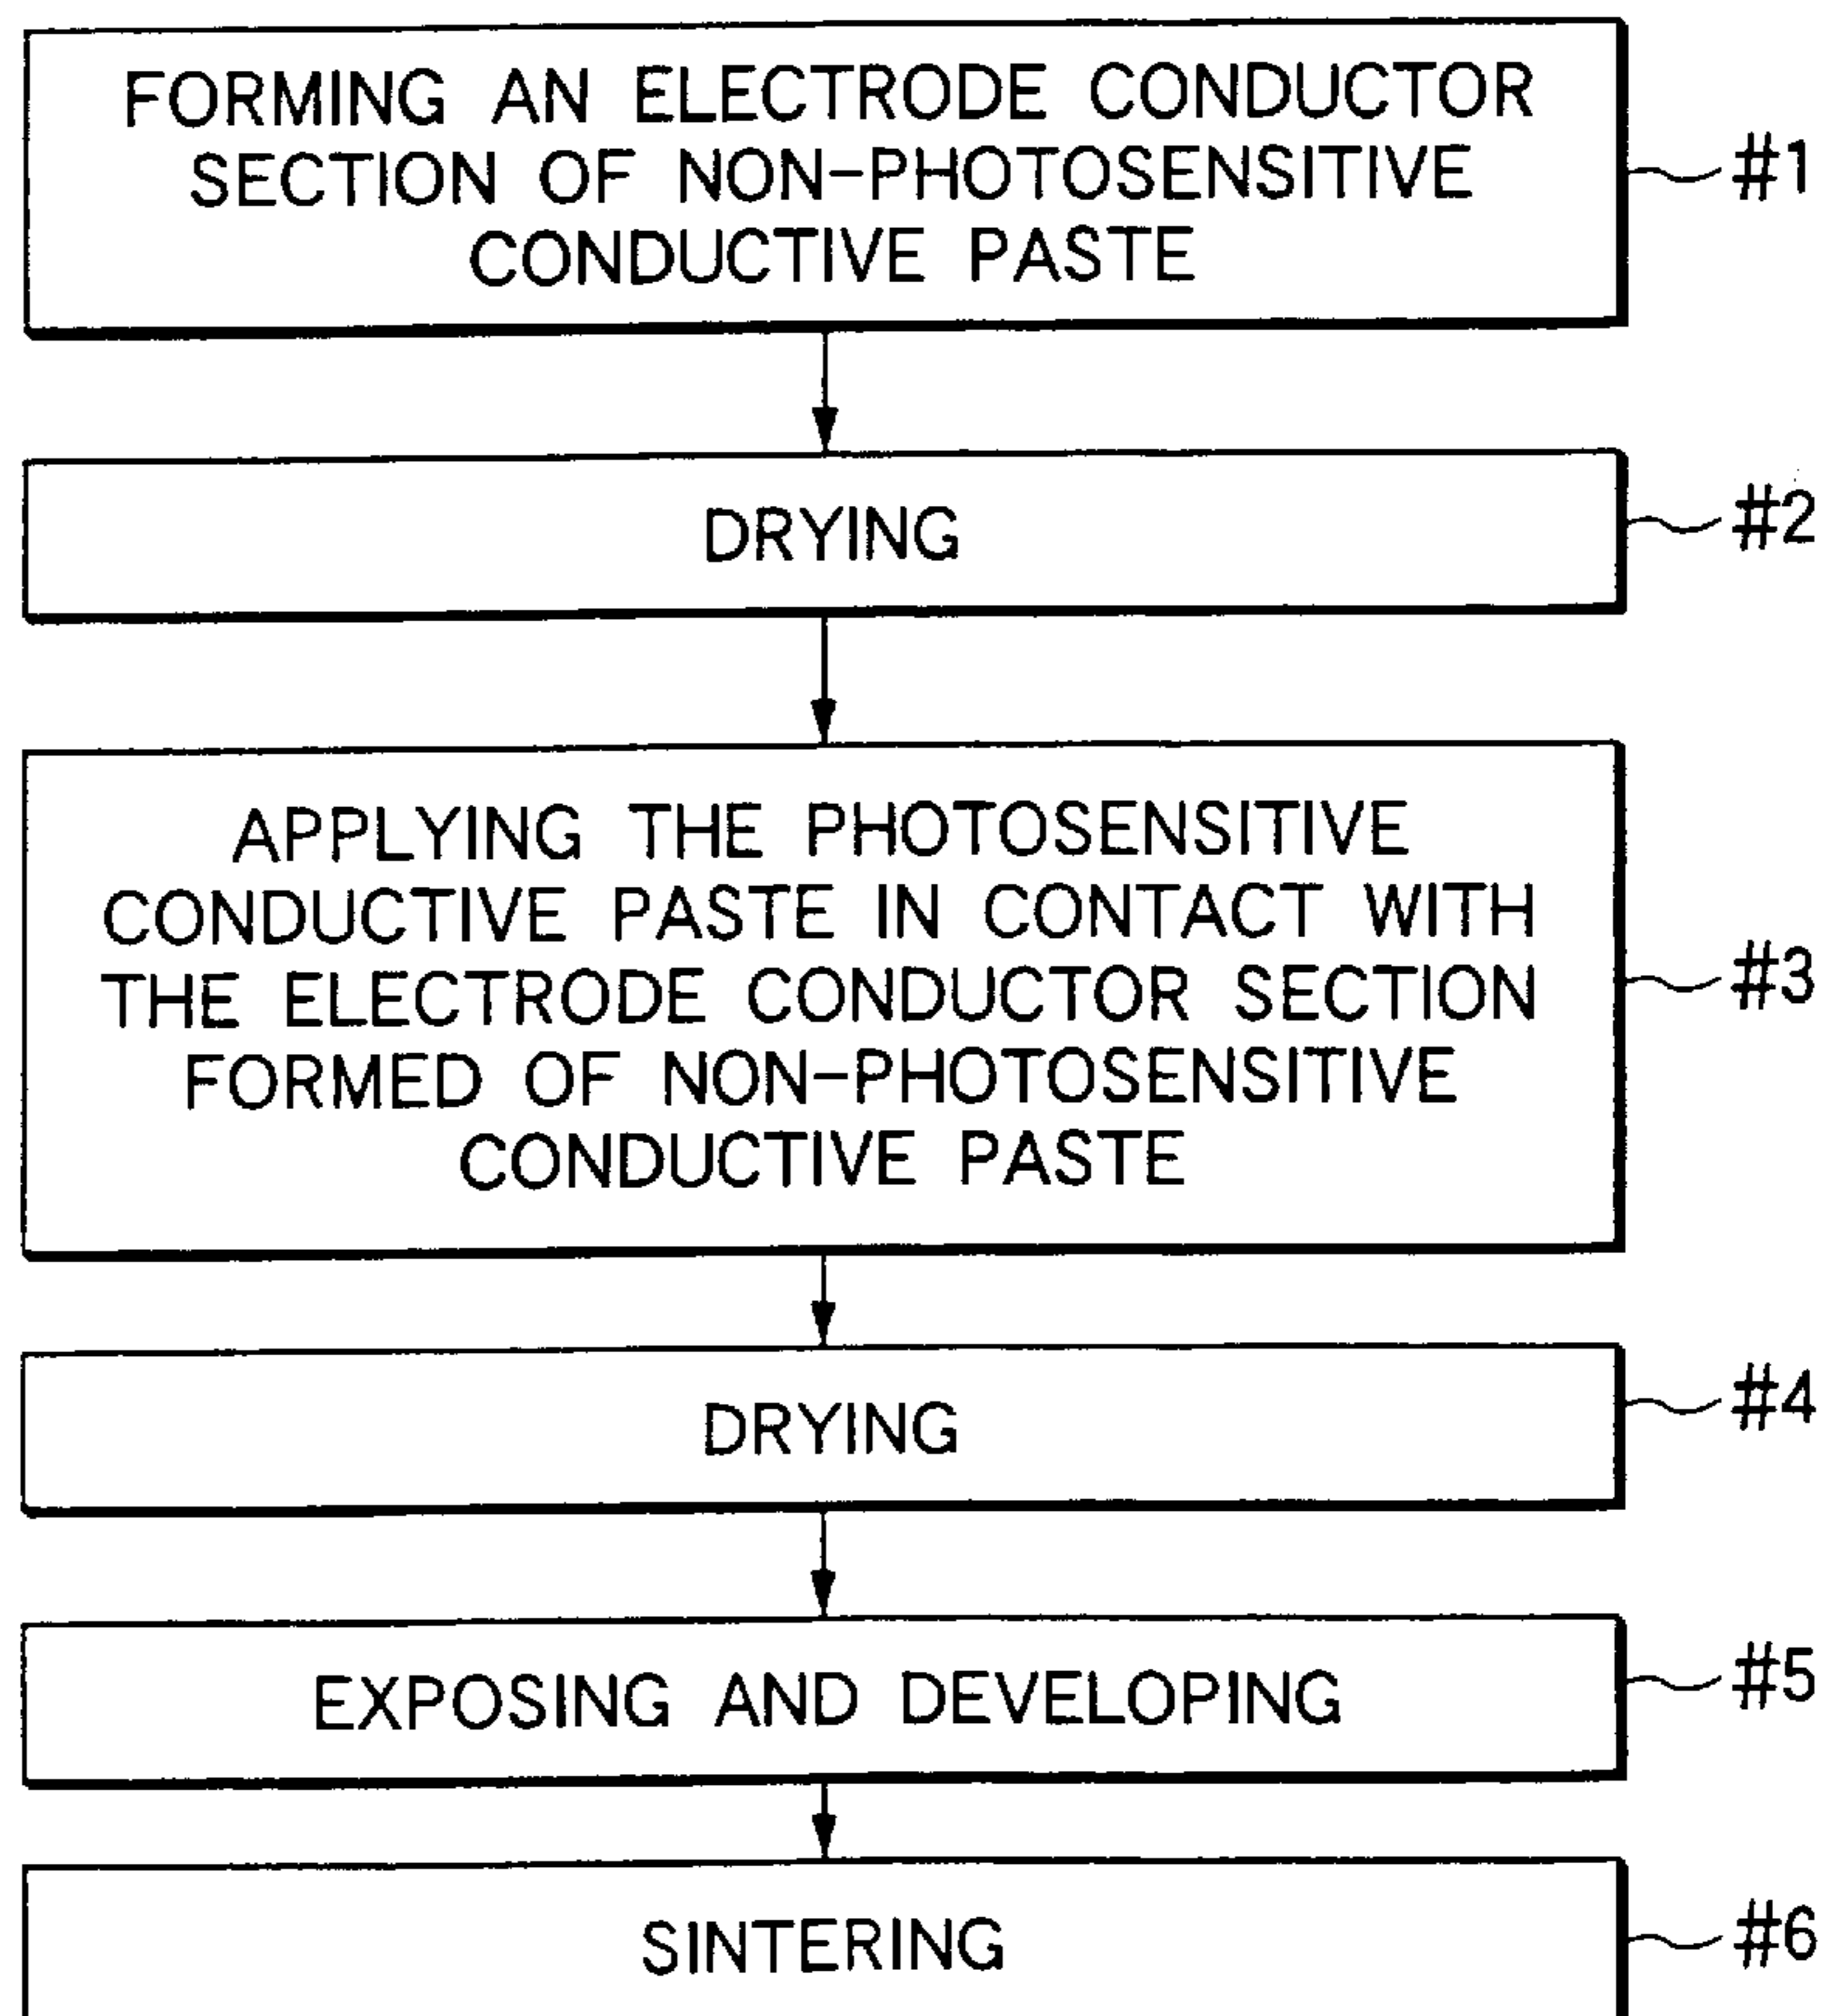 FORMING AN ELECTRODE CONDUCTOR
SECTION OF NON-PHOTOSENSITIVE
CONDUCTIVE PASTE
#1
DRYING
#2
APPLYING THE PHOTOSENSITIVE
CONDUCTIVE PASTE IN CONTACT WITH
THE ELECTRODE CONDUCTOR SECTION
FORMED OF NON-PHOTOSENSITIVE
CONDUCTIVE PASTE
#3
DRYING
#4
EXPOSING AND DEVELOPING
#5
SINTERING
#6